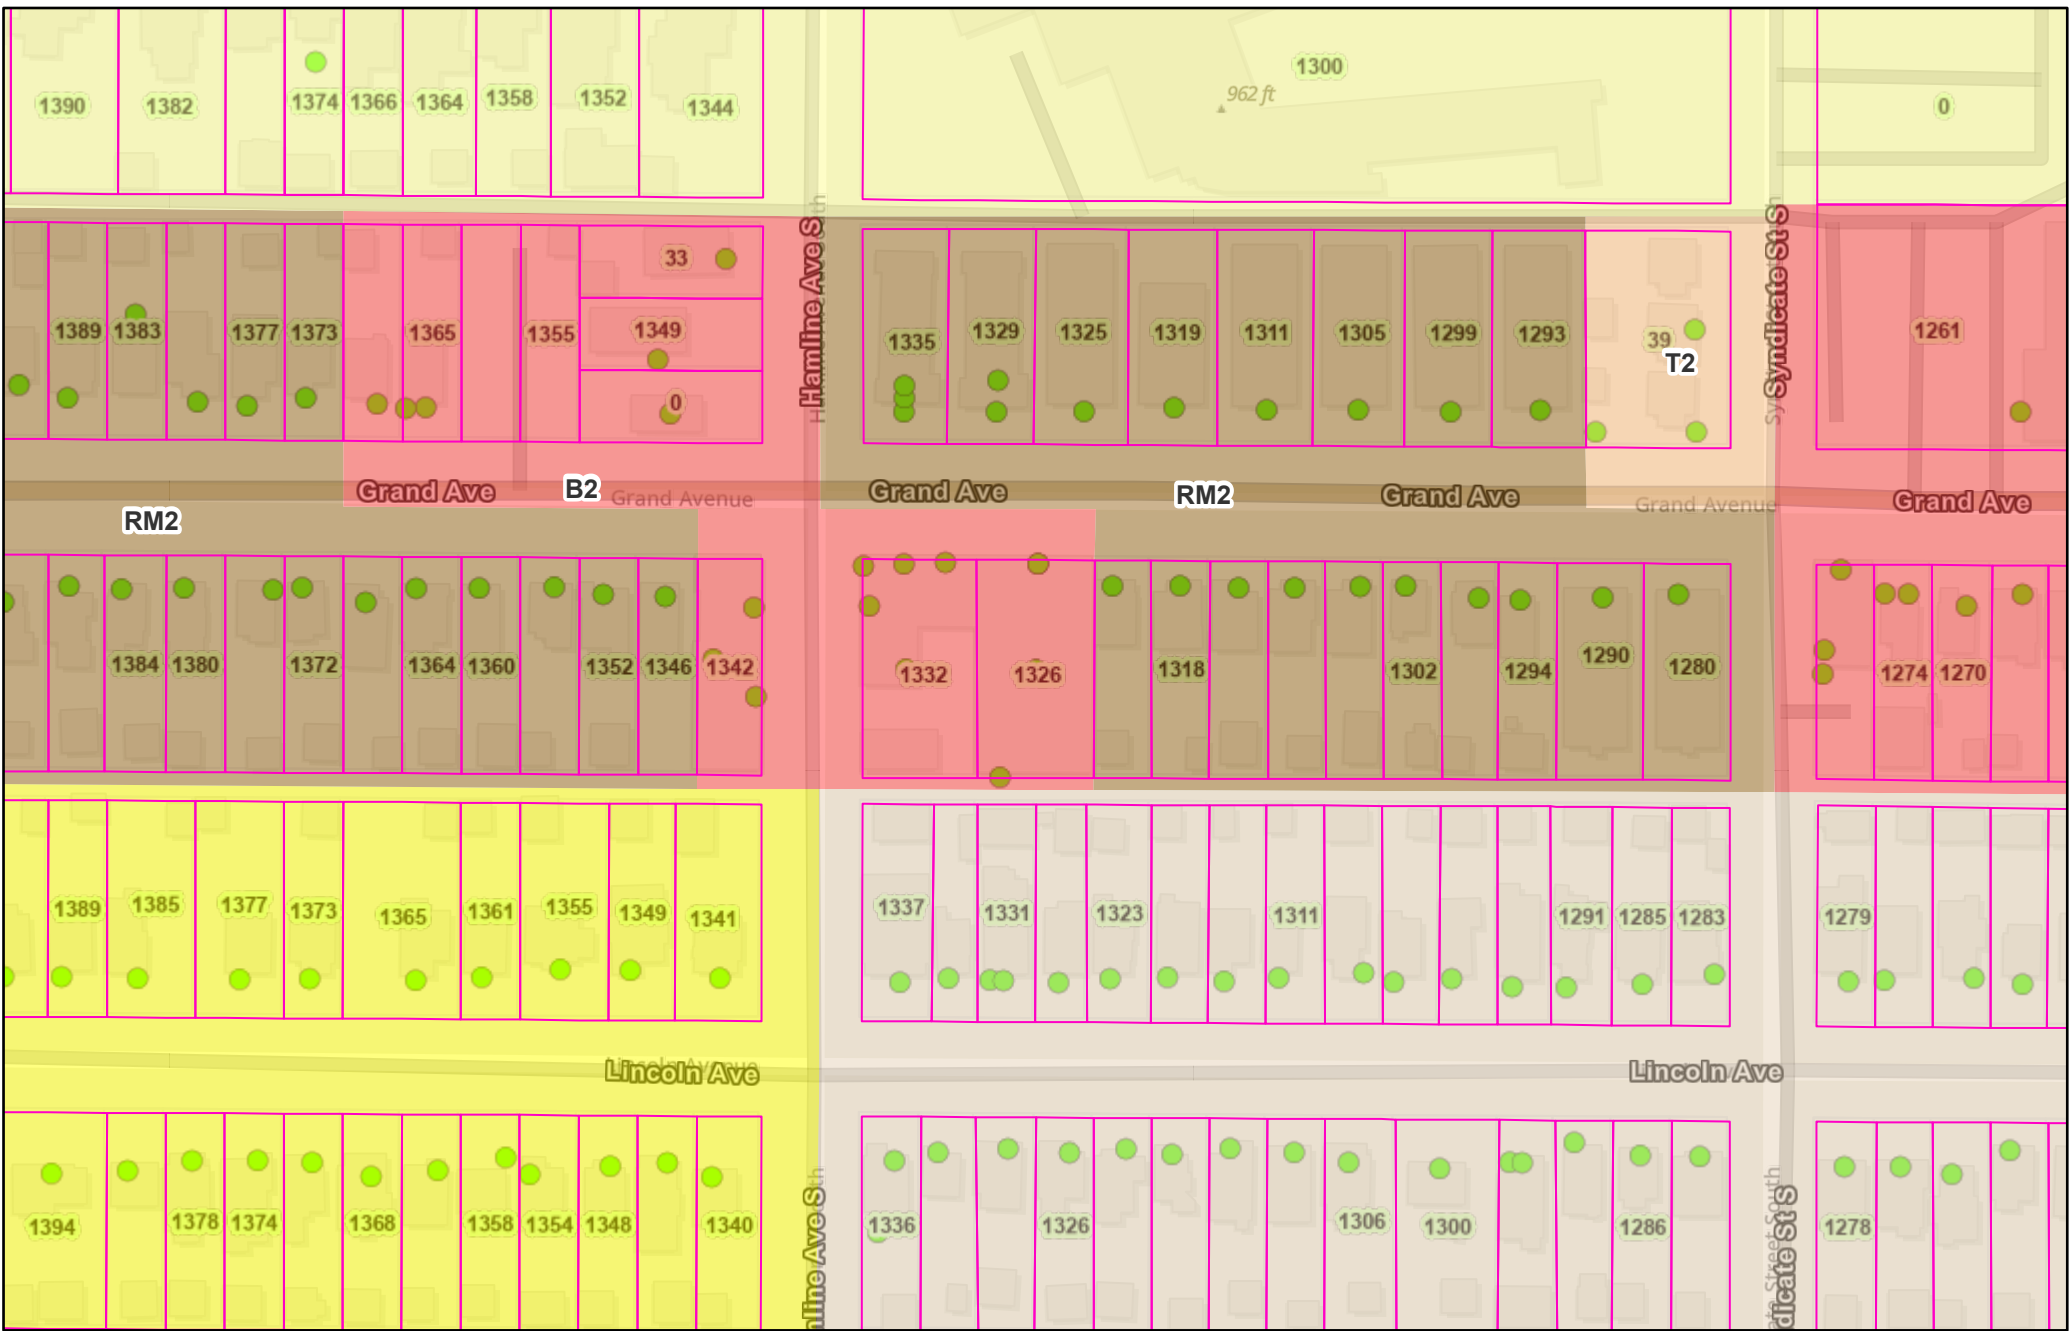 1390 1382 1374 1366 1364 1358 1352 1344 1300 0
962 ft
33
1389 1383 1377 1373 1365 1355 1349 1335 1329 1325 1319 1311 1305 1299 1293 39 1261
T2
0
Hamline Ave S
Syndicate St S
Grand Ave B2 Grand Avenue Grand Ave RM2 Grand Ave Grand Avenue Grand Ave
RM2
1384 1380 1372 1364 1360 1352 1346 1342 1332 1326 1318 1302 1294 1290 1280 1274 1270
1389 1385 1377 1373 1365 1361 1355 1349 1341 1337 1331 1323 1311 1291 1285 1283 1279
Lincoln Avenue
Lincoln Ave Lincoln Ave
1394 1378 1374 1368 1358 1354 1348 1340 1336 1326 1306 1300 1286 1278
mline Ave S
dicate St S